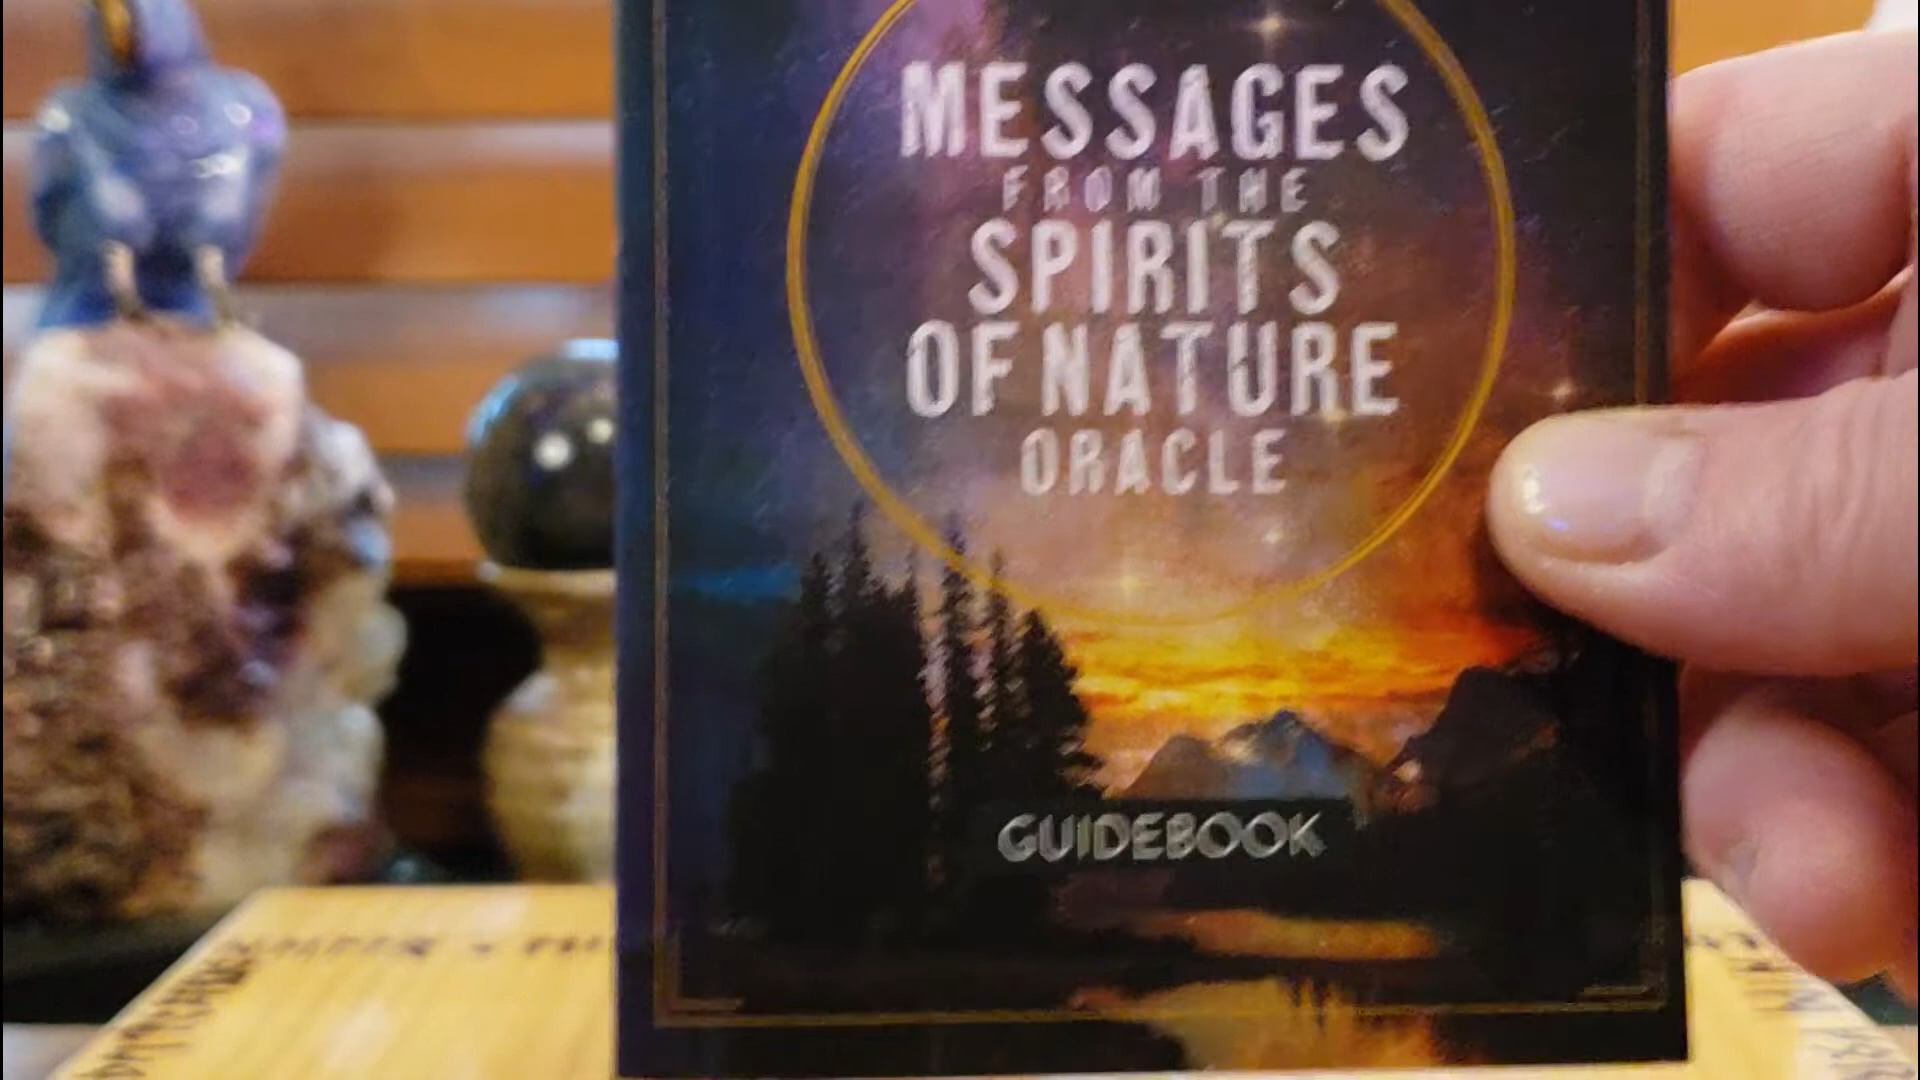 MESSAGES
FROM THE
SPIRITS
OF NATURE
ORACLE
GUIDEBOOK